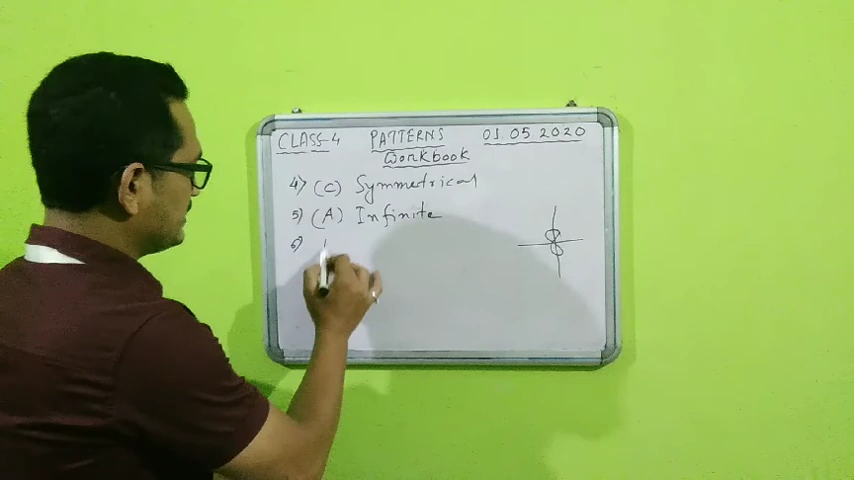 CLASS-4 PATTERNS 01.05 2020
Workbook
4) (C) Symmetrical
5) (A) Infinite
6)